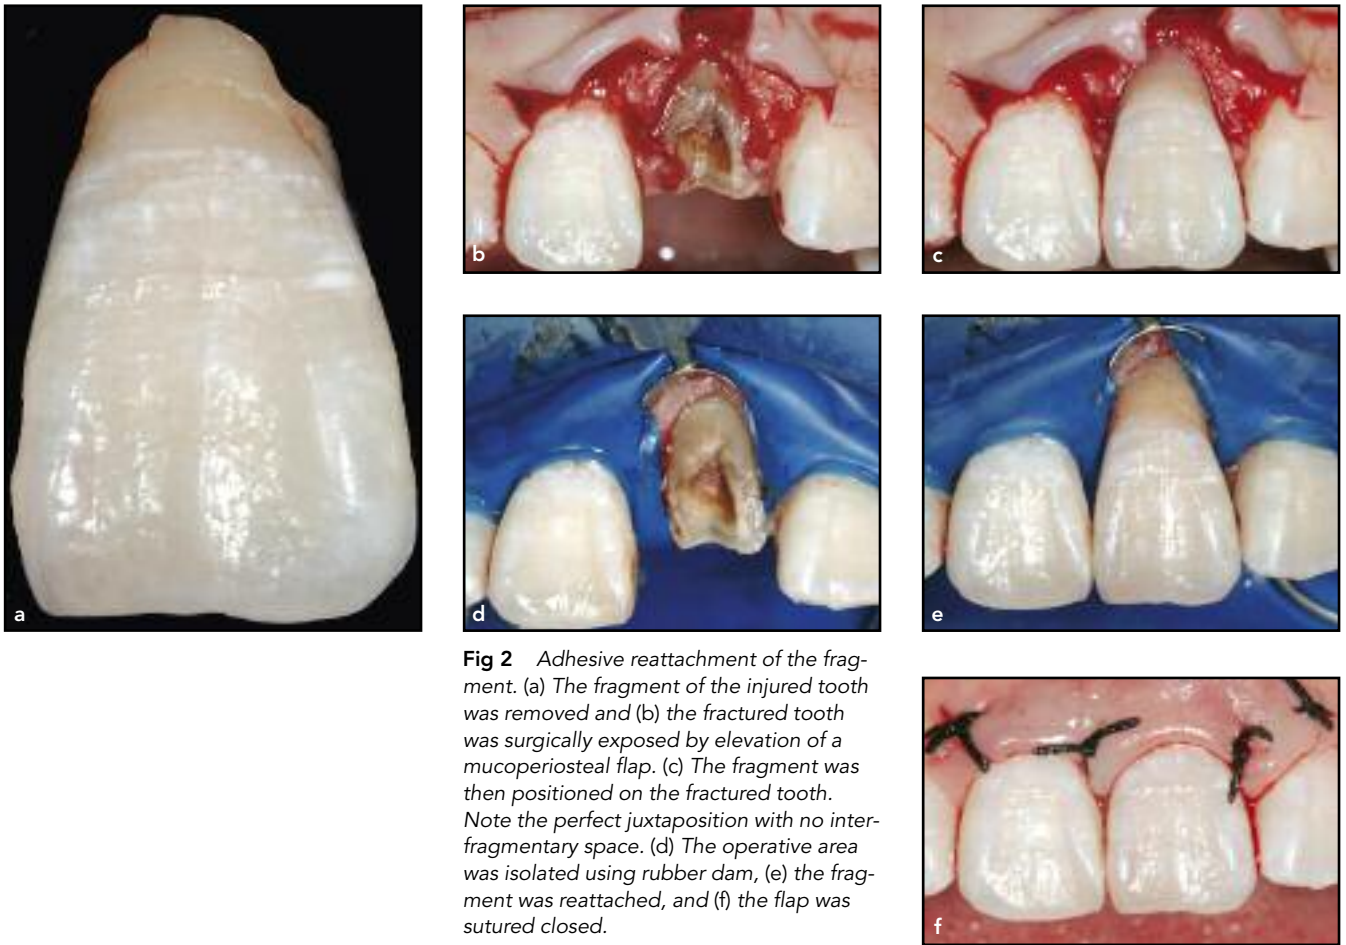 a
b
c
d
e
Fig 2 Adhesive reattachment of the frag-
ment. (a) The fragment of the injured tooth
was removed and (b) the fractured tooth
was surgically exposed by elevation of a
mucoperiosteal flap. (c) The fragment was
then positioned on the fractured tooth.
Note the perfect juxtaposition with no inter-
fragmentary space. (d) The operative area
was isolated using rubber dam, (e) the frag-
ment was reattached, and (f) the flap was
sutured closed.
f